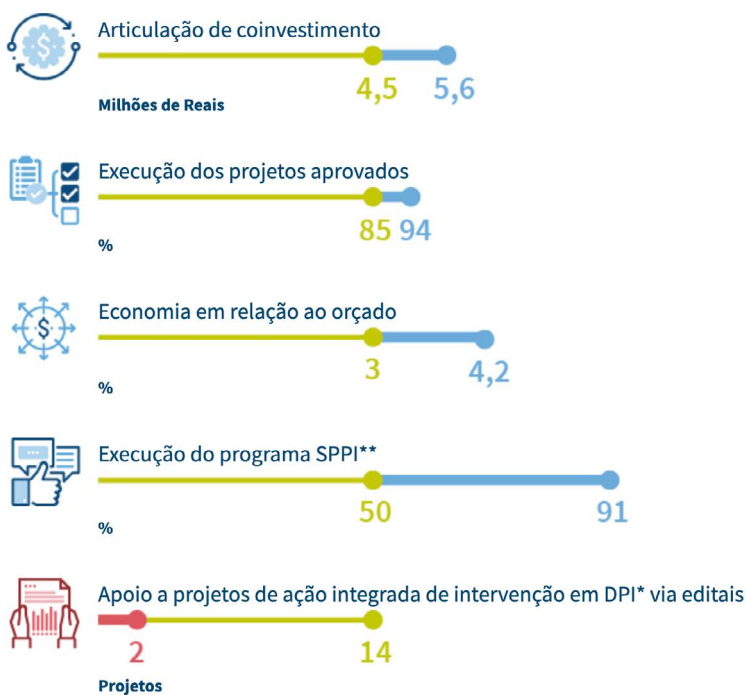 Articulação de coinvestimento
4,5 5,6
Milhões de Reais
Execução dos projetos aprovados
85 94
%
Economia em relação ao orçado
3 4,2
%
Execução do programa SPPI**
50 91
%
Apoio a projetos de ação integrada de intervenção em DPI* via editais
2 14
Projetos